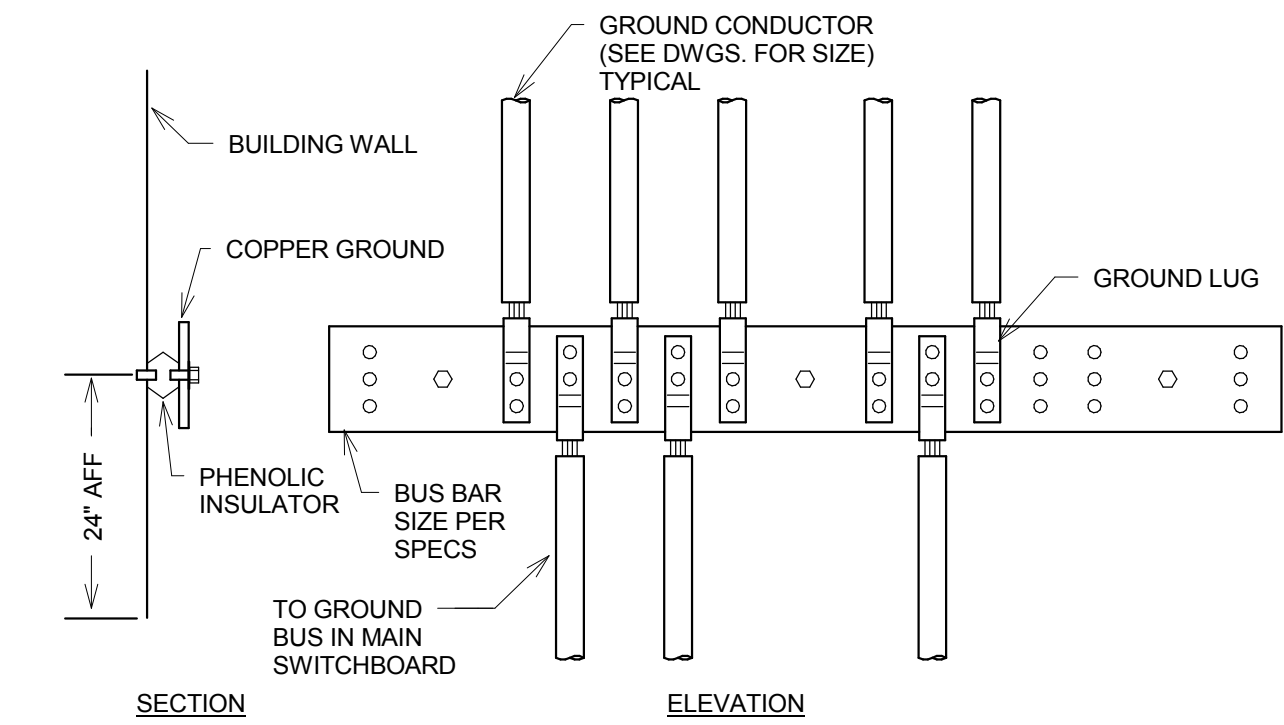 GROUND CONDUCTOR
(SEE DWGS. FOR SIZE)
TYPICAL
BUILDING WALL
COPPER GROUND
GROUND LUG
PHENOLIC
INSULATOR
24" AFF
BUS BAR
SIZE PER
SPECS
TO GROUND
BUS IN MAIN
SWITCHBOARD
SECTION
ELEVATION